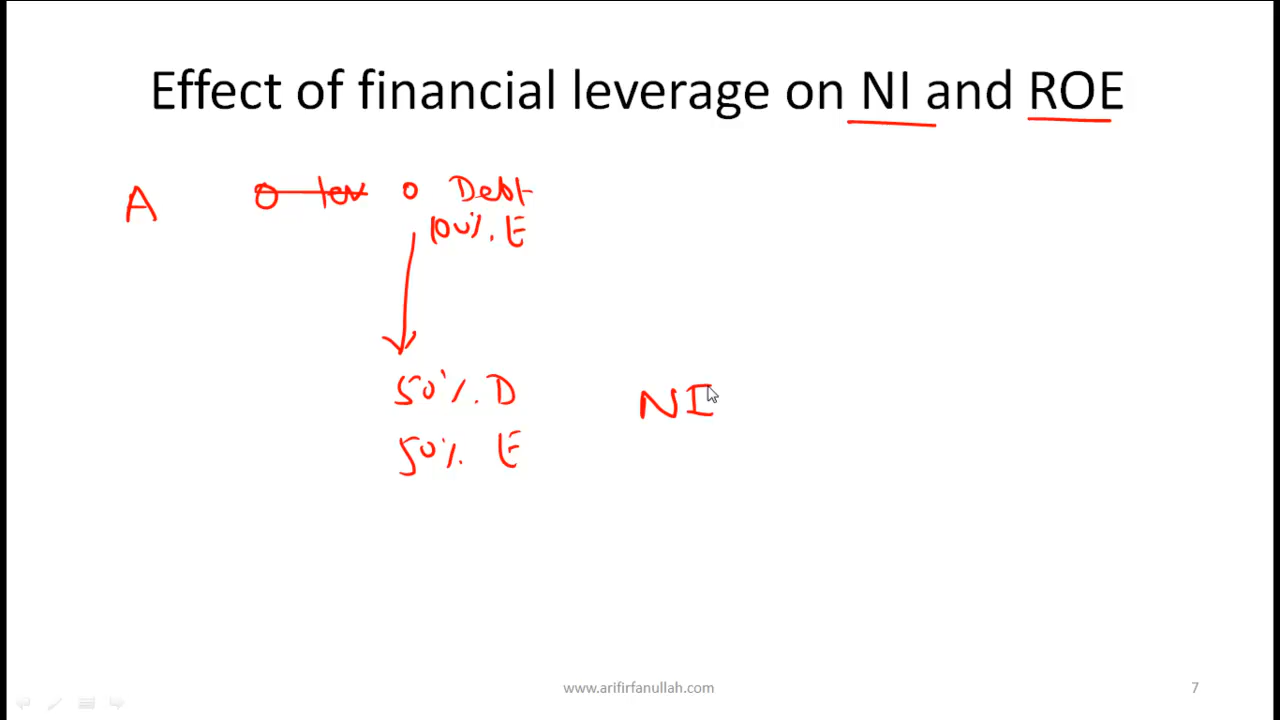 Effect of financial leverage on NI and ROE
A 0 lev 0 Debt
100%. E
50%. D
50% E
NI
www.arifirfanullah.com
7